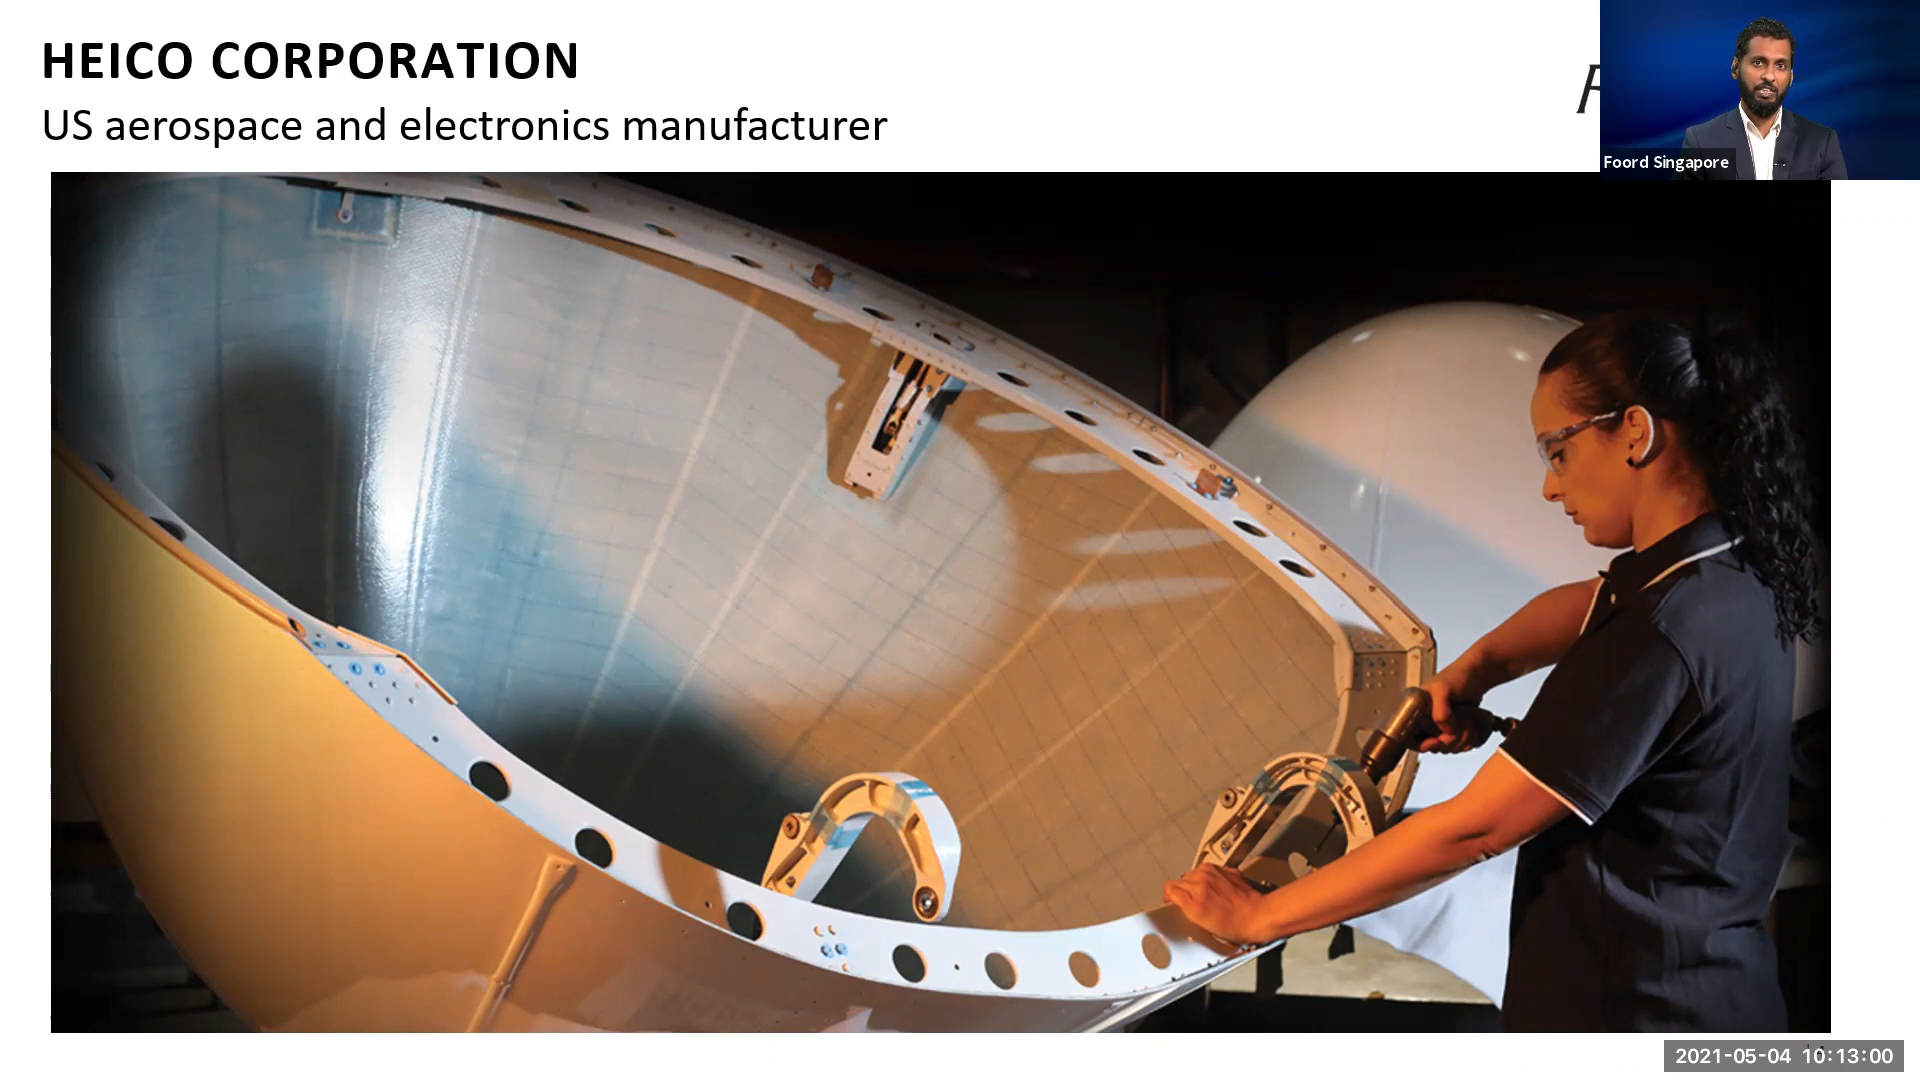 HEICO CORPORATION
US aerospace and electronics manufacturer
Foord Singapore
2021-05-04 10:13:00